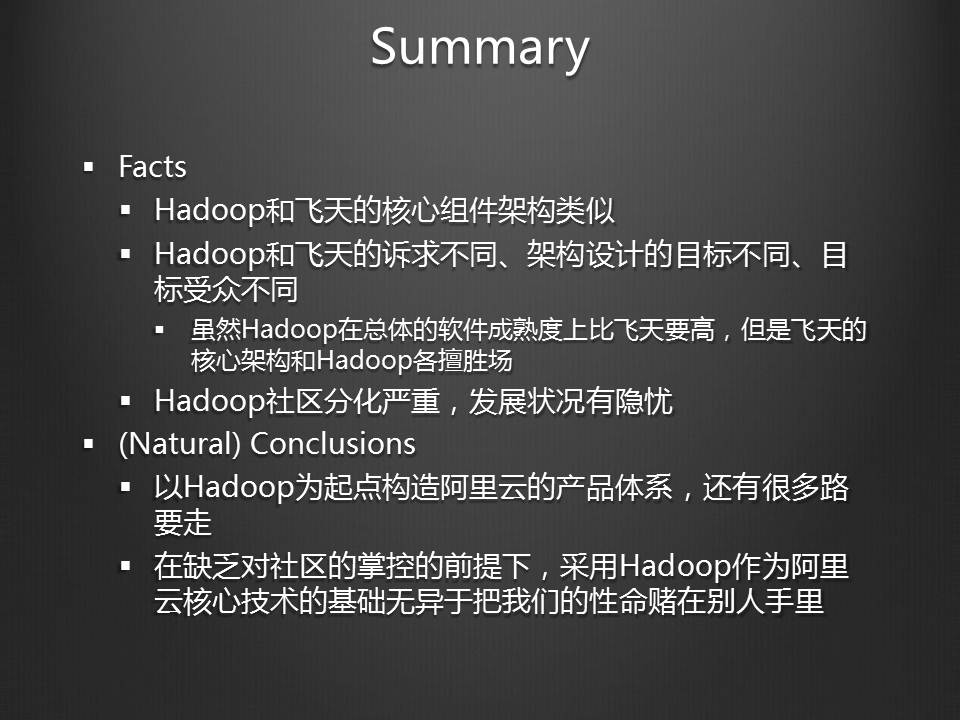 Summary
Facts
Hadoop和飞天的核心组件架构类似
Hadoop和飞天的诉求不同、架构设计的目标不同、目
标受众不同
虽然Hadoop在总体的软件成熟度上比飞天要高，但是飞天的
核心架构和Hadoop各擅胜场
Hadoop社区分化严重，发展状况有隐忧
(Natural) Conclusions
以Hadoop为起点构造阿里云的产品体系，还有很多路
要走
在缺乏对社区的掌控的前提下，采用Hadoop作为阿里
云核心技术的基础无异于把我们的性命赌在别人手里